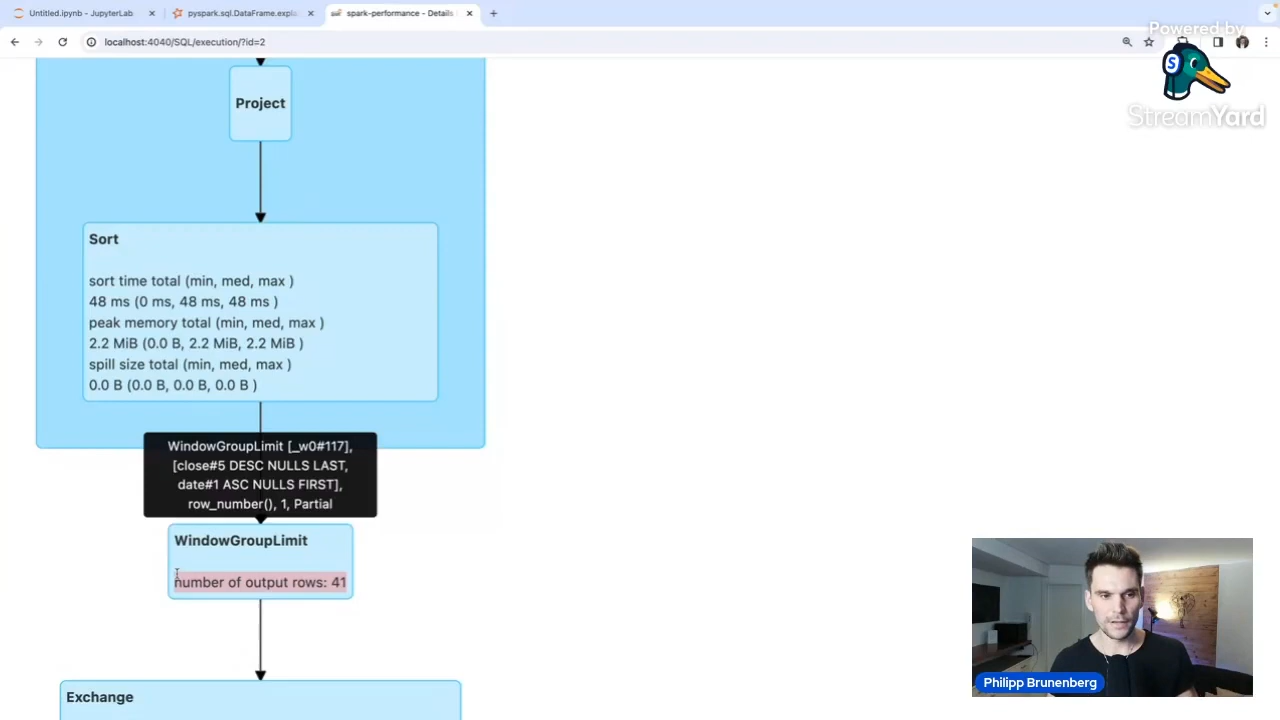 Untitled.ipynb - JupyterLab
pyspark.sql.DataFrame.expla
spark-performance - Details
localhost:4040/SQL/execution/?id=2
Powered by
StreamYard
Project
Sort
sort time total (min, med, max )
48 ms (0 ms, 48 ms, 48 ms )
peak memory total (min, med, max )
2.2 MiB (0.0 B, 2.2 MiB, 2.2 MiB )
spill size total (min, med, max )
0.0 B (0.0 B, 0.0 B, 0.0 B )
WindowGroupLimit [_w0#117],
[close#5 DESC NULLS LAST,
date#1 ASC NULLS FIRST],
row_number(), 1, Partial
WindowGroupLimit
number of output rows: 41
Exchange
Philipp Brunenberg